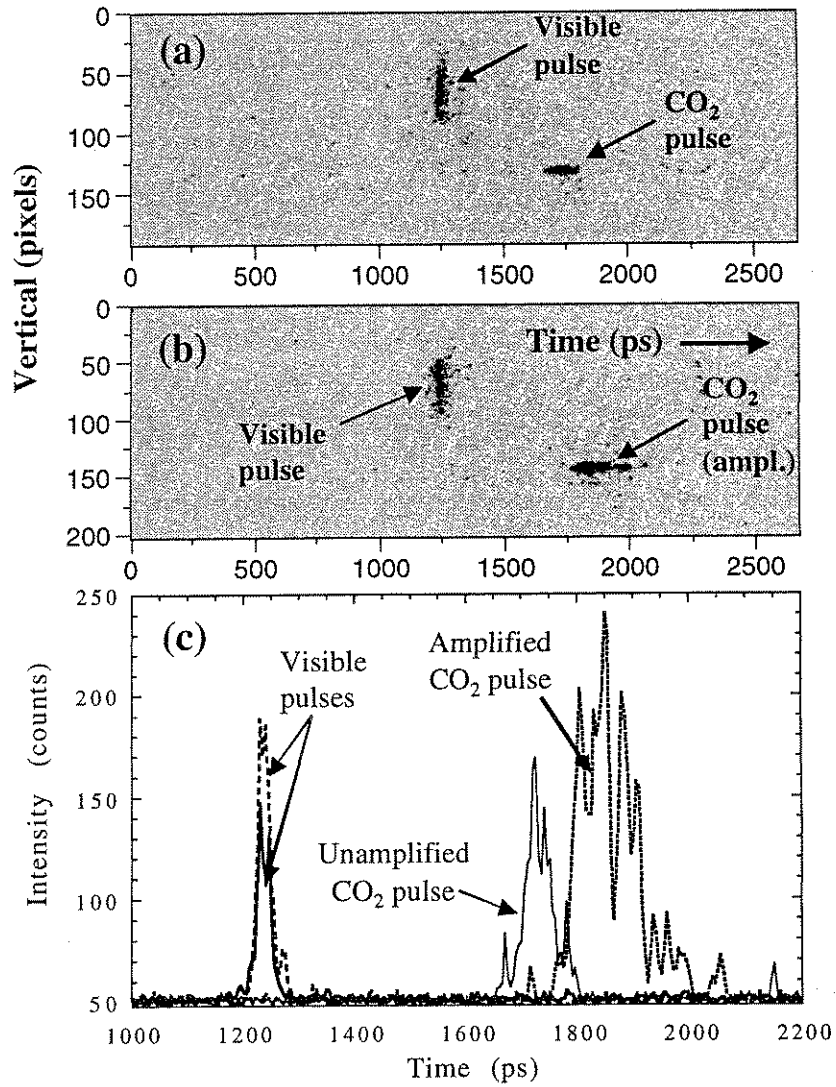 0
50
100
150
(a)
Visible
pulse
CO₂
pulse
0 500 1000 1500 2000 2500
Vertical (pixels)
0
50
100
150
200
(b)
Time (ps)
Visible
pulse
CO₂
pulse
(ampl.)
0 500 1000 1500 2000 2500
250
200
150
100
50
(c)
Visible
pulses
Amplified
CO₂ pulse
Unamplified
CO₂ pulse
Intensity (counts)
1000 1200 1400 1600 1800 2000 2200
Time (ps)